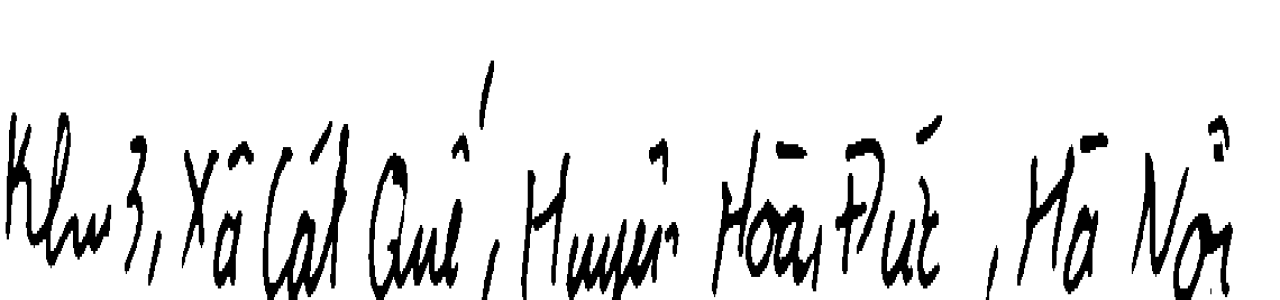 Khu 3, Xã Cát Quế, Huyện Hoài Đức, Hà Nội